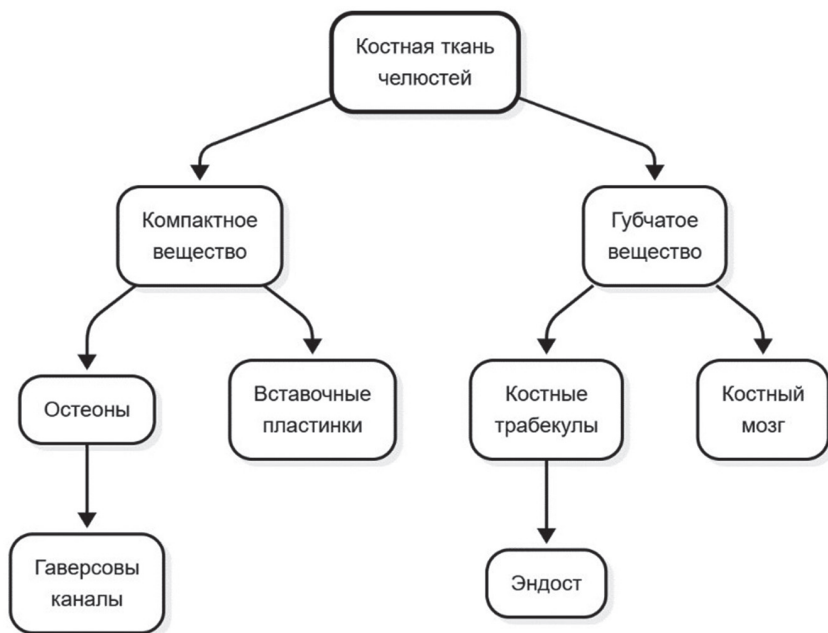 Костная ткань
челюстей
Компактное
вещество
Губчатое
вещество
Остеоны
Вставочные
пластинки
Костные
трабекулы
Костный
мозг
Гаверсовы
каналы
Эндост